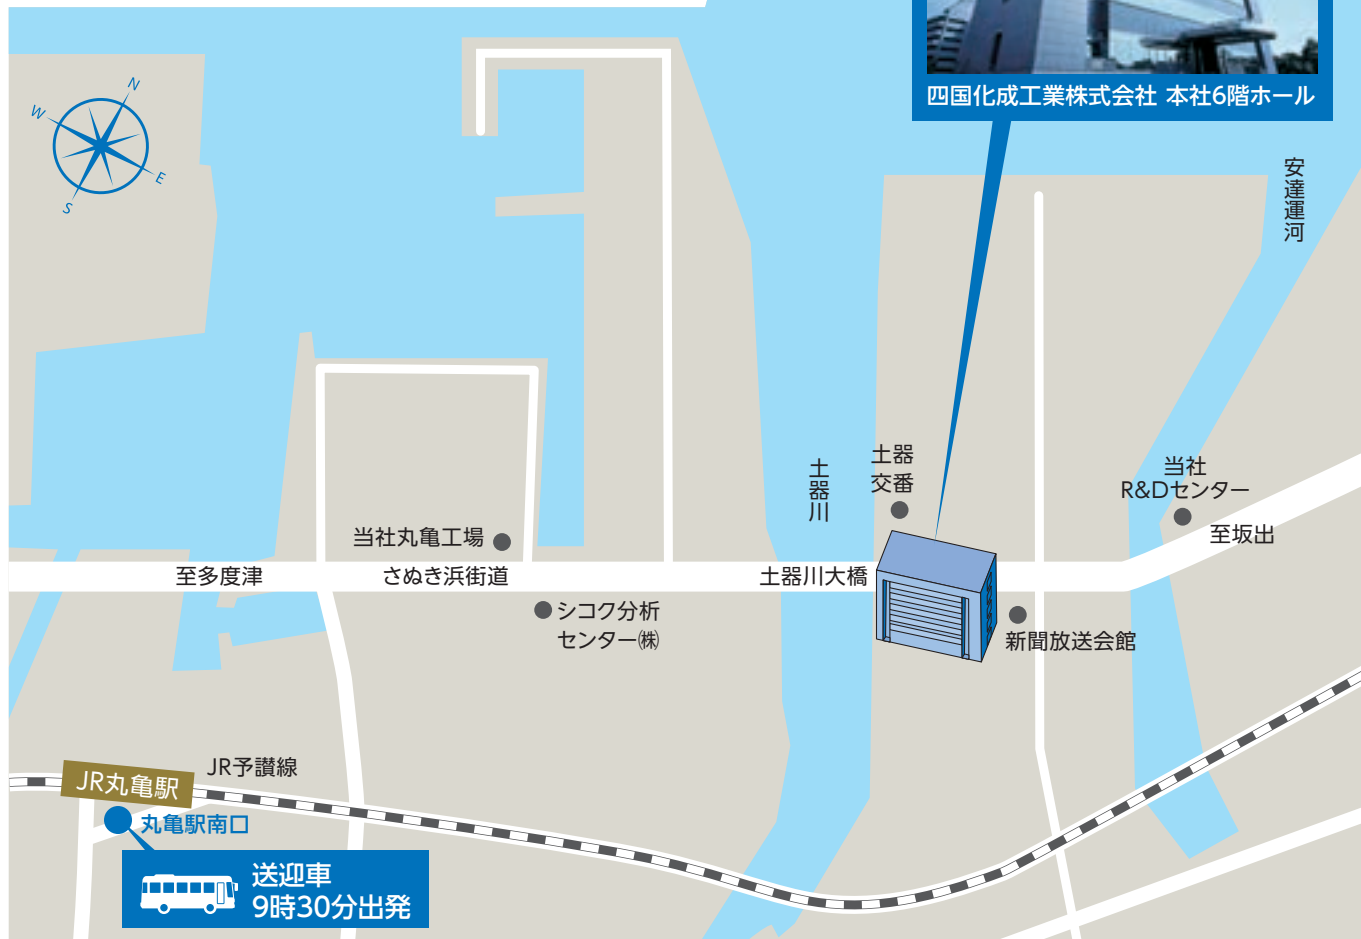 四国化成工業株式会社 本社6階ホール
N
W
E
S
安達運河
土器川
土器
交番
当社
R&Dセンター
至坂出
当社丸亀工場
至多度津
さぬき浜街道
土器川大橋
シコク分析
センター㈱
新聞放送会館
JR丸亀駅
JR予讃線
丸亀駅南口
送迎車
9時30分出発